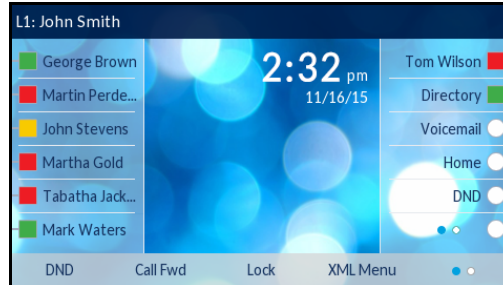 L1: John Smith
George Brown
Martin Perde...
John Stevens
Martha Gold
Tabatha Jack...
Mark Waters
2:32 pm
11/16/15
Tom Wilson
Directory
Voicemail
Home
DND
DND Call Fwd Lock XML Menu